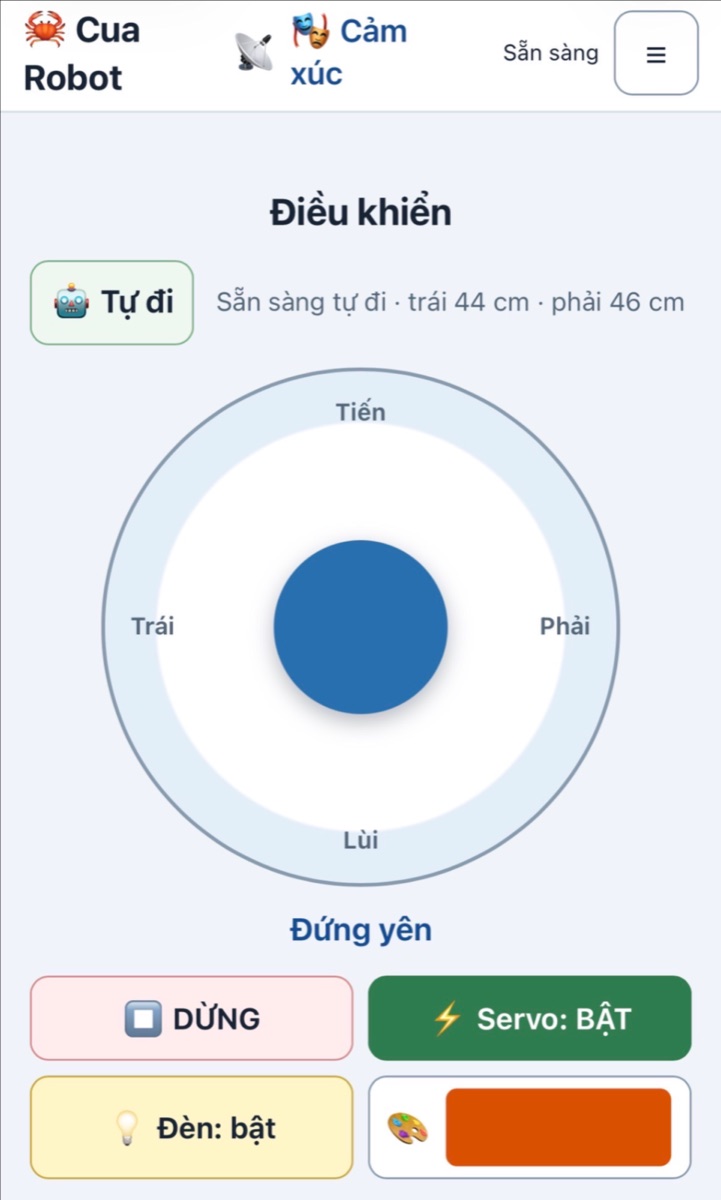 🦀 Cua
Robot
📡
🎭 Cảm
xúc
Sẵn sàng
≡
Điều khiển
🤖 Tự đi
Sẵn sàng tự đi · trái 44 cm · phải 46 cm
Tiến
Trái
Phải
Lùi
Đứng yên
⏹️ DỪNG
⚡ Servo: BẬT
💡 Đèn: bật
🎨